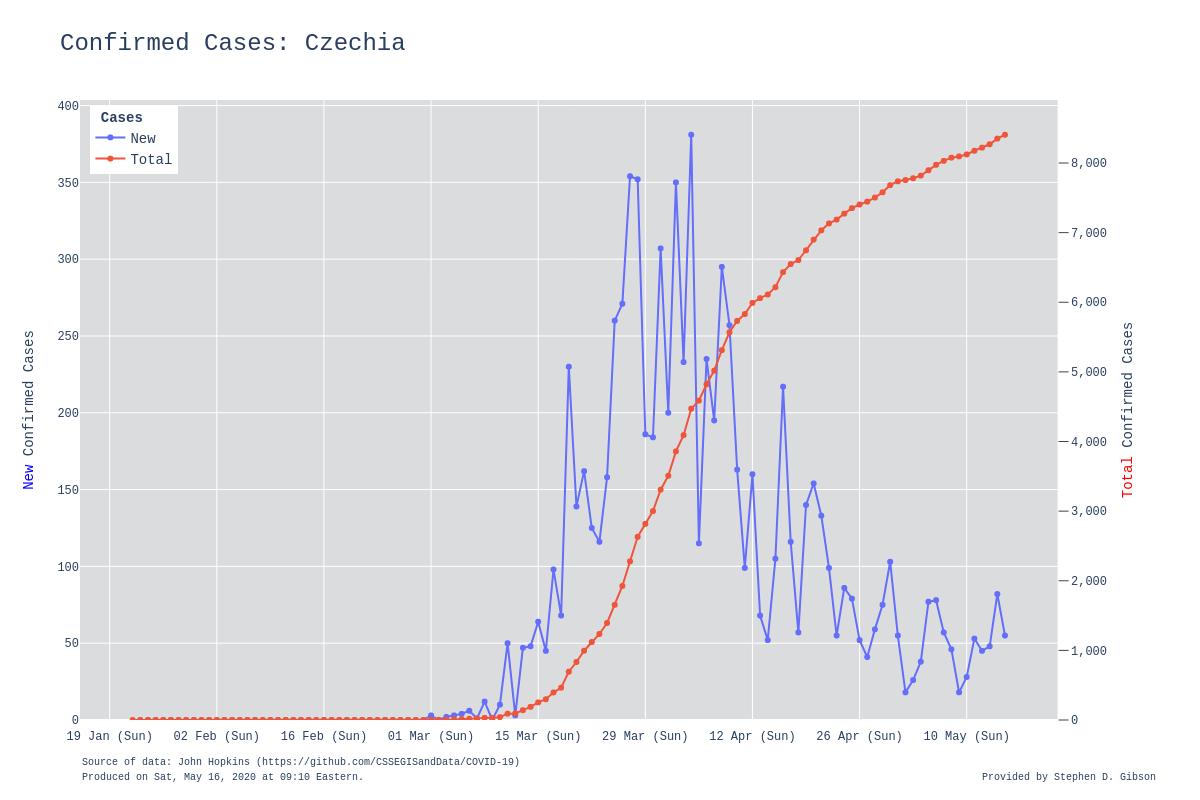 Confirmed Cases: Czechia
Cases
New
Total
400
350
300
250
200
150
100
50
0
8,000
7,000
6,000
5,000
4,000
3,000
2,000
1,000
0
New Confirmed Cases
Total Confirmed Cases
19 Jan (Sun) 02 Feb (Sun) 16 Feb (Sun) 01 Mar (Sun) 15 Mar (Sun) 29 Mar (Sun) 12 Apr (Sun) 26 Apr (Sun) 10 May (Sun)
Source of data: John Hopkins (https://github.com/CSSEGISandData/COVID-19)
Produced on Sat, May 16, 2020 at 09:10 Eastern.
Provided by Stephen D. Gibson